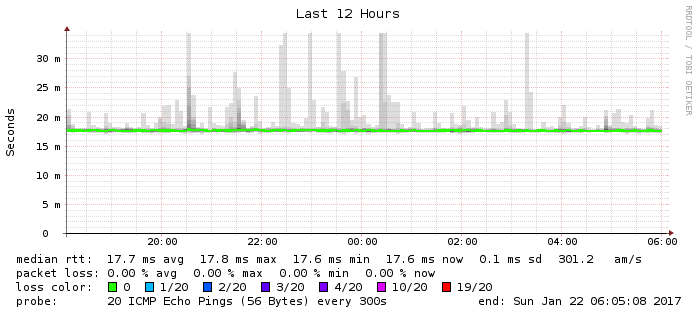 Last 12 Hours
RRDTOOL / TOBI OETIKER
Seconds
30 m
25 m
20 m
15 m
10 m
5 m
0
20:00 22:00 00:00 02:00 04:00 06:00
median rtt: 17.7 ms avg 17.8 ms max 17.6 ms min 17.6 ms now 0.1 ms sd 301.2 am/s
packet loss: 0.00 % avg 0.00 % max 0.00 % min 0.00 % now
loss color: 0 1/20 2/20 3/20 4/20 10/20 19/20
probe: 20 ICMP Echo Pings (56 Bytes) every 300s end: Sun Jan 22 06:05:08 2017